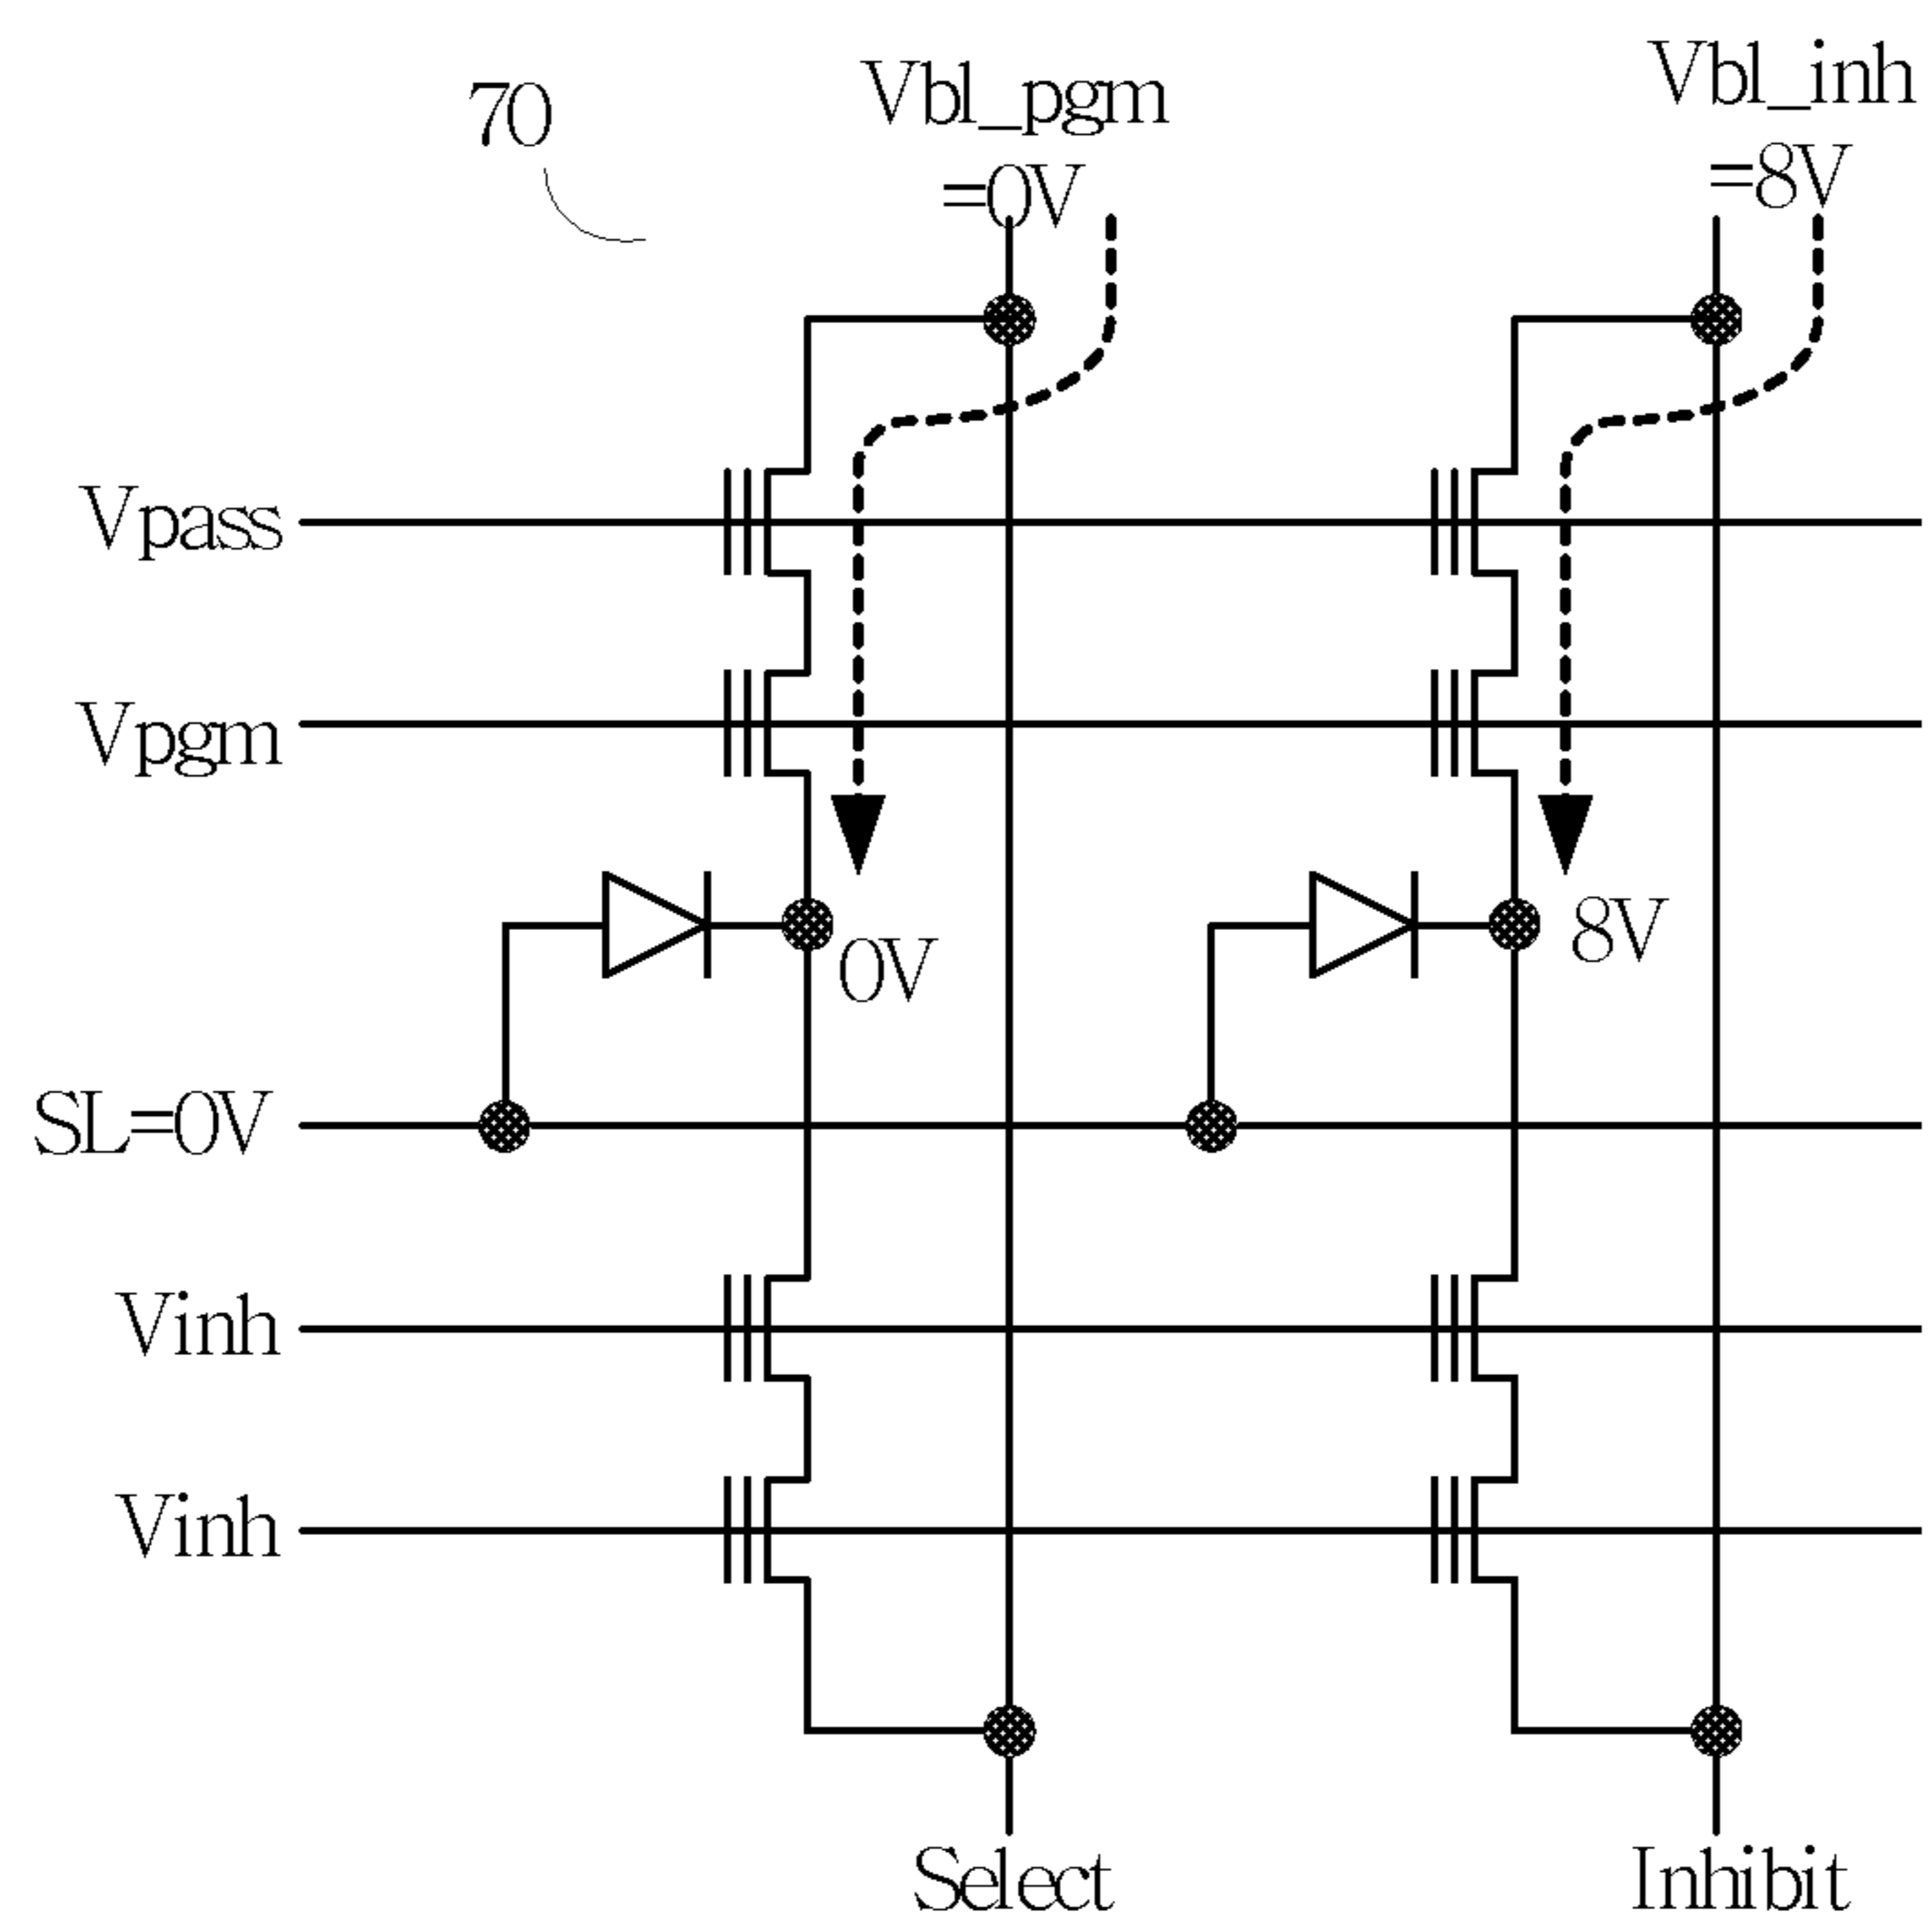 70
Vbl_pgm
=0V
Vbl_inh
=8V
Vpass
Vpgm
0V
8V
SL=0V
Vinh
Vinh
Select
Inhibit